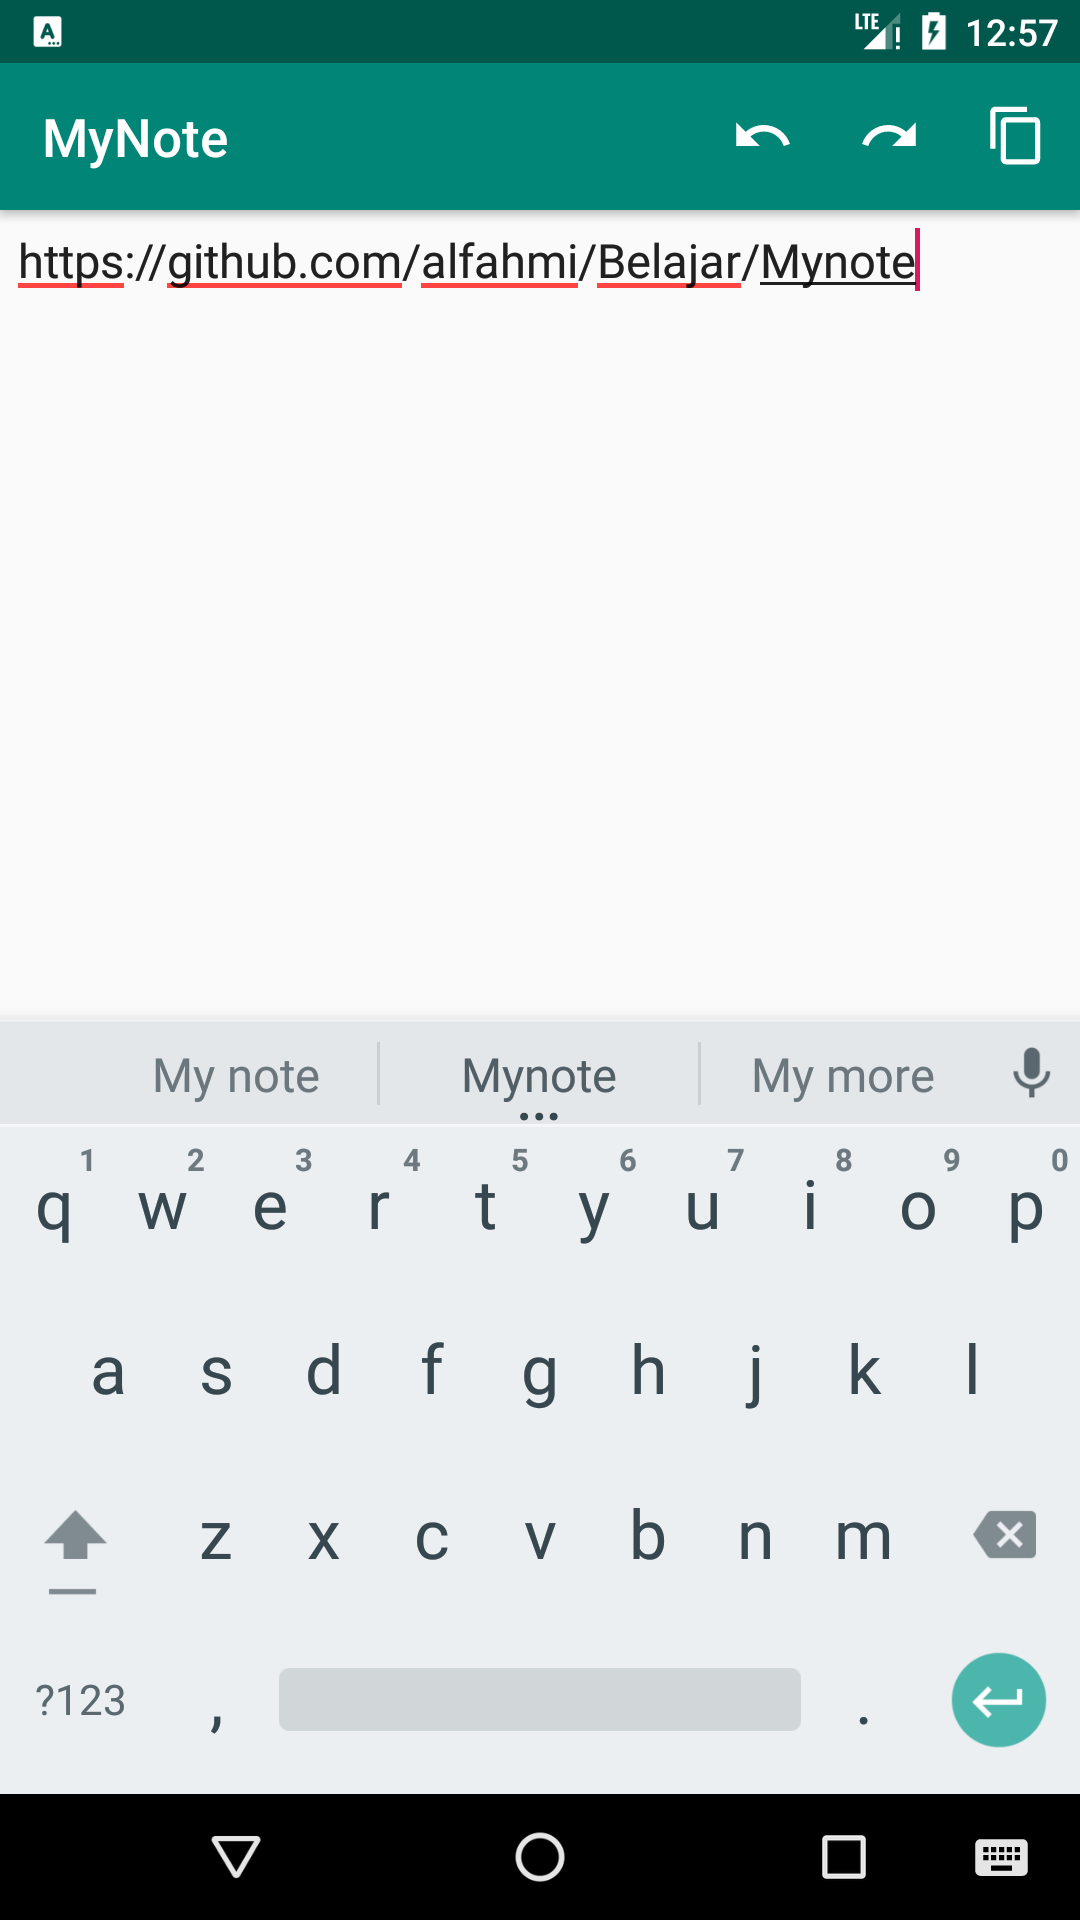 A
LTE ! 12:57
MyNote
https://github.com/alfahmi/Belajar/Mynote
My note Mynote My more
1 2 3 4 5 6 7 8 9 0
q w e r t y u i o p
a s d f g h j k l
z x c v b n m
?123 , .